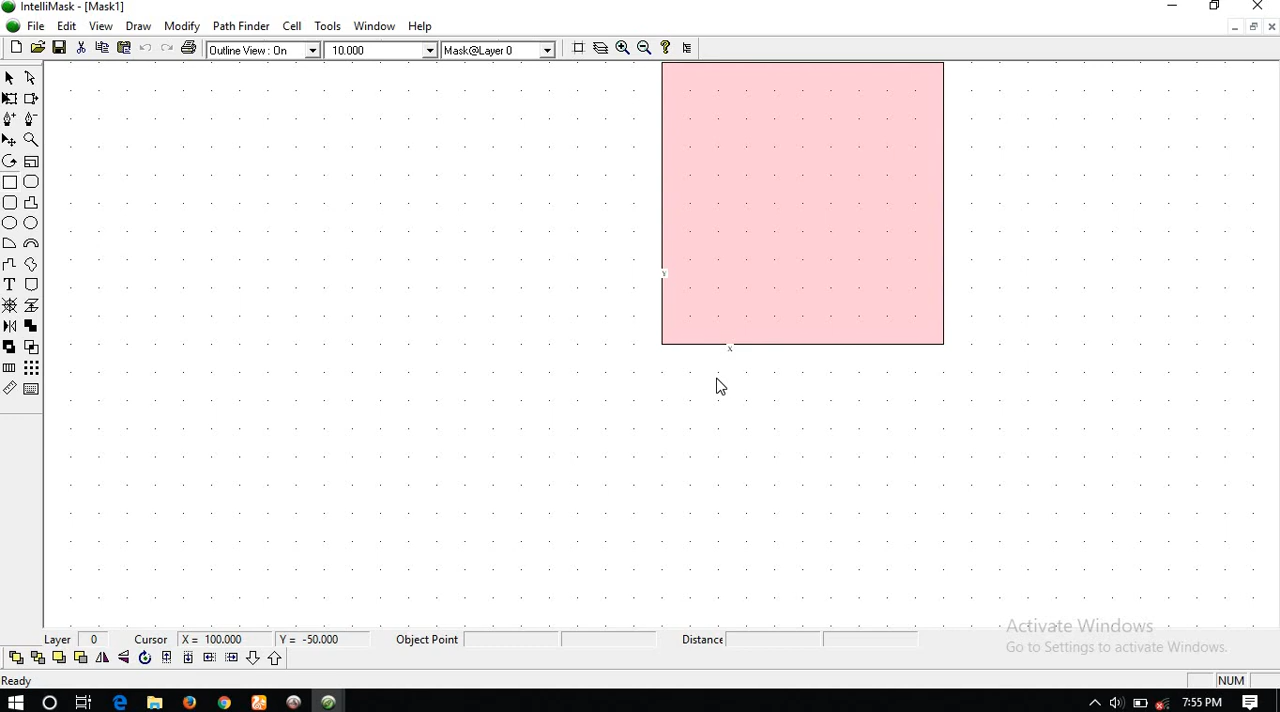 IntelliMask - [Mask1]
File Edit View Draw Modify Path Finder Cell Tools Window Help
Outline View : On 10.000 Mask@Layer 0
Y
X
Layer 0 Cursor X = 100.000 Y = -50.000 Object Point Distance
Activate Windows
Go to Settings to activate Windows.
Ready NUM
7:55 PM